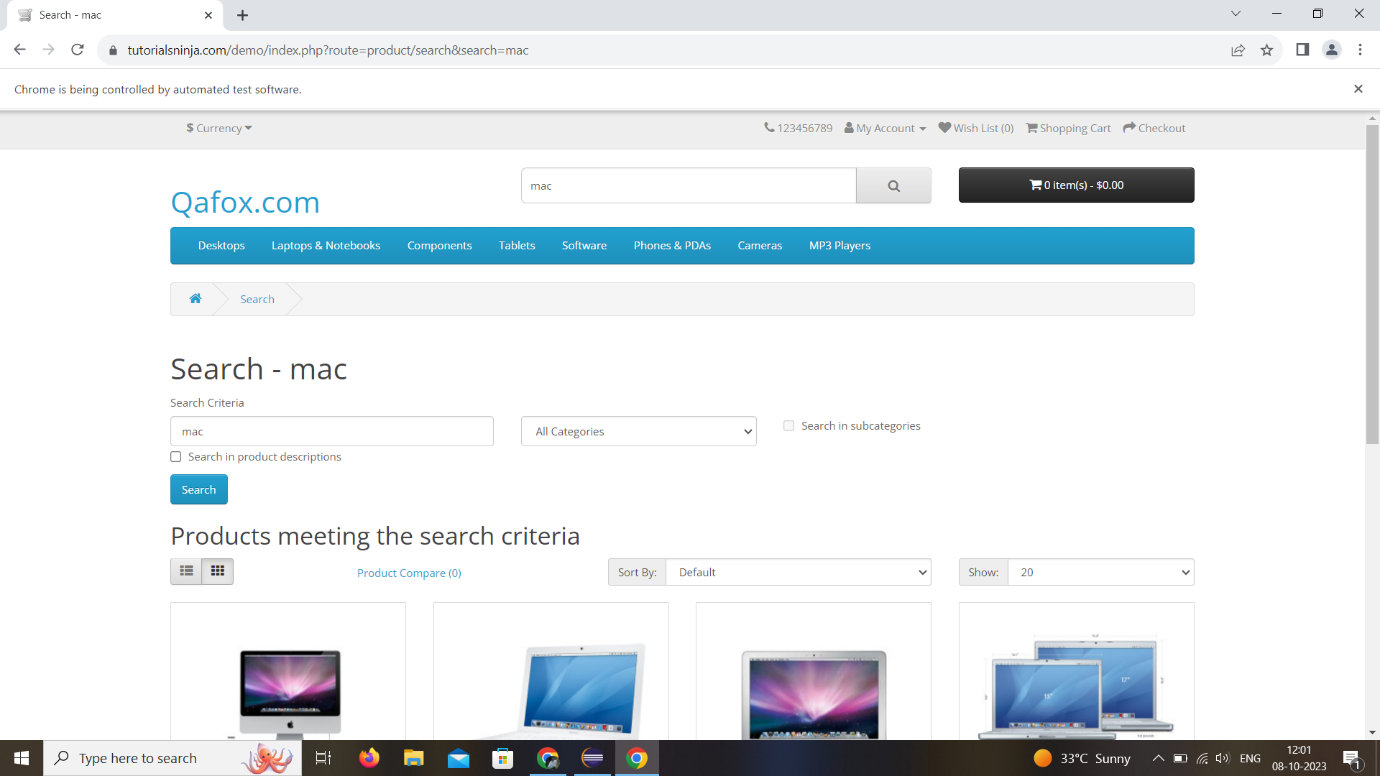 Search - mac
tutorialsninja.com/demo/index.php?route=product/search&search=mac
Chrome is being controlled by automated test software.
$ Currency 123456789 My Account Wish List (0) Shopping Cart Checkout
Qafox.com mac 0 item(s) - $0.00
Desktops Laptops & Notebooks Components Tablets Software Phones & PDAs Cameras MP3 Players
Search
Search - mac
Search Criteria
mac All Categories Search in subcategories
Search in product descriptions
Search
Products meeting the search criteria
Product Compare (0) Sort By: Default Show: 20
Type here to search 33°C Sunny ENG 12:01
08-10-2023 1